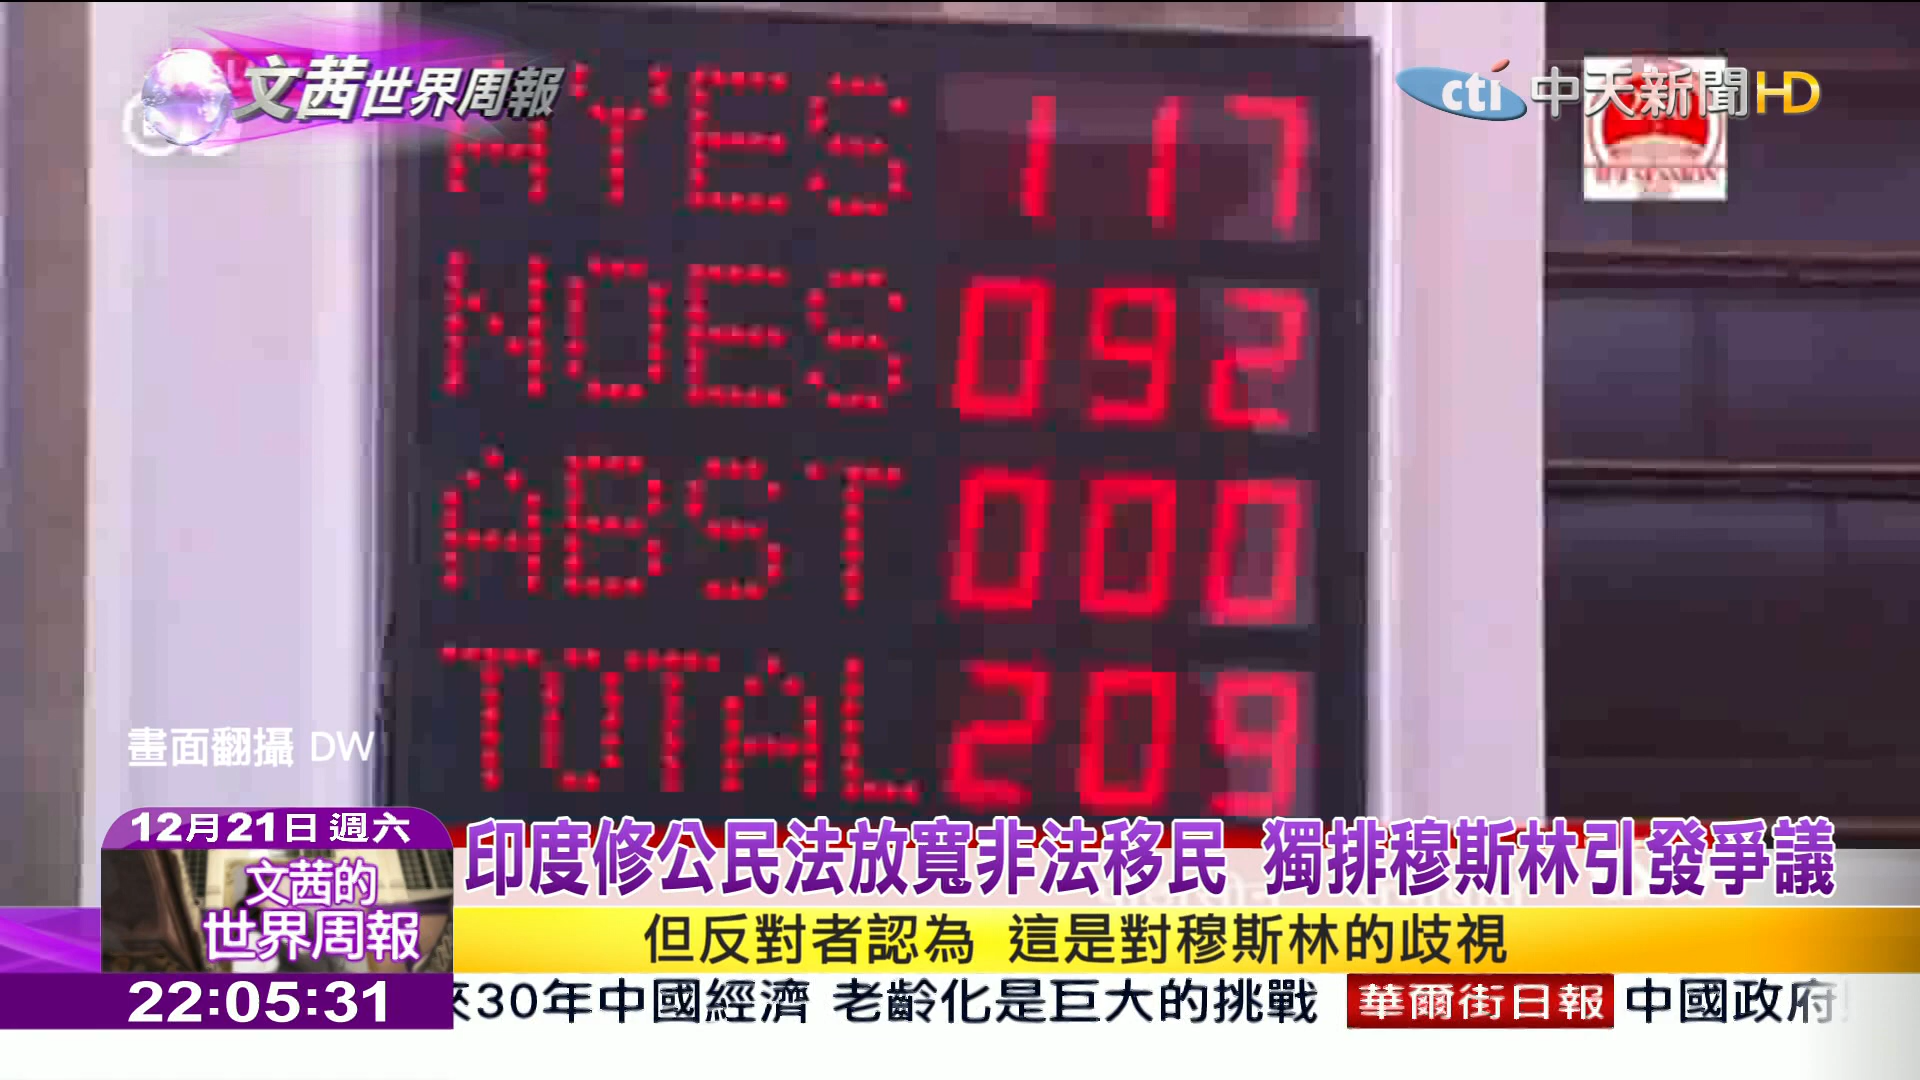 文茜世界周報
cti 中天新聞HD
AYES 117
NOES 092
ABST 000
TOTAL 209
畫面翻攝 DW
12月21日 週六
印度修公民法放寬非法移民 獨排穆斯林引發爭議
文茜的
世界周報
但反對者認為 這是對穆斯林的歧視
22:05:31
30年中國經濟 老齡化是巨大的挑戰 華爾街日報 中國政府